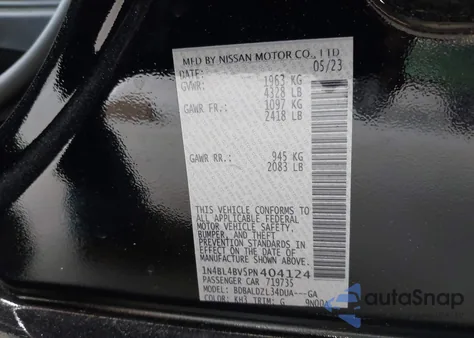 MFD BY NISSAN MOTOR CO., LTD
DATE: 05/23
GVWR: 1963 KG
4328 LB
GAWR FR.: 1097 KG
2418 LB
GAWR RR.: 945 KG
2083 LB
THIS VEHICLE CONFORMS TO
ALL APPLICABLE FEDERAL
MOTOR VEHICLE SAFETY,
BUMPER, AND THEFT
PREVENTION STANDARDS IN
EFFECT ON THE DATE OF
MANUFACTURE SHOWN ABOVE.
1N4BL4BV5PN404124
PASSENGER CAR 719735
MODEL: BDBALDZL34DUA---GA
COLOR: KH3 TRIM: G
autoSnap